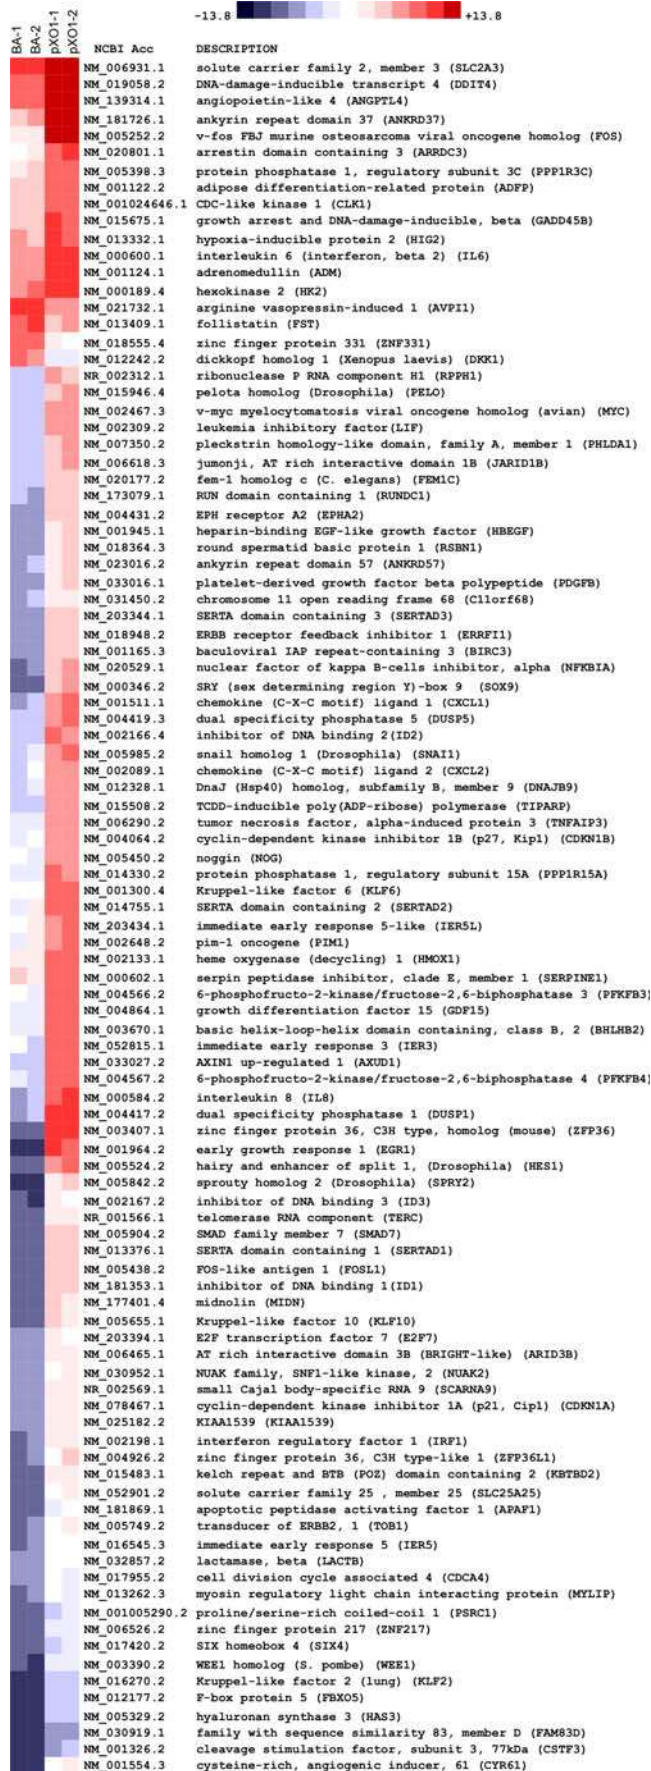 -13.8 +13.8
BA-1 BA-2 pXO1-1 pXO1-2
NCBI Acc DESCRIPTION
NM_006931.1 solute carrier family 2, member 3 (SLC2A3)
NM_019058.2 DNA-damage-inducible transcript 4 (DDIT4)
NM_139314.1 angiopoietin-like 4 (ANGPTL4)
NM_181726.1 ankyrin repeat domain 37 (ANKRD37)
NM_005252.2 v-fos FBJ murine osteosarcoma viral oncogene homolog (FOS)
NM_020801.1 arrestin domain containing 3 (ARRDC3)
NM_005398.3 protein phosphatase 1, regulatory subunit 3C (PPP1R3C)
NM_001122.2 adipose differentiation-related protein (ADFP)
NM_001024646.1 CDC-like kinase 1 (CLK1)
NM_015675.1 growth arrest and DNA-damage-inducible, beta (GADD45B)
NM_013332.1 hypoxia-inducible protein 2 (HIG2)
NM_000600.1 interleukin 6 (interferon, beta 2) (IL6)
NM_001124.1 adrenomedullin (ADM)
NM_000189.4 hexokinase 2 (HK2)
NM_021732.1 arginine vasopressin-induced 1 (AVPI1)
NM_013409.1 follistatin (FST)
NM_018555.4 zinc finger protein 331 (ZNF331)
NM_012242.2 dickkopf homolog 1 (Xenopus laevis) (DKK1)
NR_002312.1 ribonuclease P RNA component H1 (RPPH1)
NM_015946.4 pelota homolog (Drosophila) (PELO)
NM_002467.3 v-myc myelocytomatosis viral oncogene homolog (avian) (MYC)
NM_002309.2 leukemia inhibitory factor(LIF)
NM_007350.2 pleckstrin homology-like domain, family A, member 1 (PHLDA1)
NM_006618.3 jumonji, AT rich interactive domain 1B (JARID1B)
NM_020177.2 fem-1 homolog c (C. elegans) (FEM1C)
NM_173079.1 RUN domain containing 1 (RUNDC1)
NM_004431.2 EPH receptor A2 (EPHA2)
NM_001945.1 heparin-binding EGF-like growth factor (HBEGF)
NM_018364.3 round spermatid basic protein 1 (RSBN1)
NM_023016.2 ankyrin repeat domain 57 (ANKRD57)
NM_033016.1 platelet-derived growth factor beta polypeptide (PDGFB)
NM_031450.2 chromosome 11 open reading frame 68 (C11orf68)
NM_203344.1 SERTA domain containing 3 (SERTAD3)
NM_018948.2 ERBB receptor feedback inhibitor 1 (ERRFI1)
NM_001165.3 baculoviral IAP repeat-containing 3 (BIRC3)
NM_020529.1 nuclear factor of kappa B-cells inhibitor, alpha (NFKBIA)
NM_000346.2 SRY (sex determining region Y)-box 9 (SOX9)
NM_001511.1 chemokine (C-X-C motif) ligand 1 (CXCL1)
NM_004419.3 dual specificity phosphatase 5 (DUSP5)
NM_002166.4 inhibitor of DNA binding 2(ID2)
NM_005985.2 snail homolog 1 (Drosophila) (SNAI1)
NM_002089.1 chemokine (C-X-C motif) ligand 2 (CXCL2)
NM_012328.1 DnaJ (Hsp40) homolog, subfamily B, member 9 (DNAJB9)
NM_015508.2 TCDD-inducible poly(ADP-ribose) polymerase (TIPARP)
NM_006290.2 tumor necrosis factor, alpha-induced protein 3 (TNFAIP3)
NM_004064.2 cyclin-dependent kinase inhibitor 1B (p27, Kip1) (CDKN1B)
NM_005450.2 noggin (NOG)
NM_014330.2 protein phosphatase 1, regulatory subunit 15A (PPP1R15A)
NM_001300.4 Kruppel-like factor 6 (KLF6)
NM_014755.1 SERTA domain containing 2 (SERTAD2)
NM_203434.1 immediate early response 5-like (IER5L)
NM_002648.2 pim-1 oncogene (PIM1)
NM_002133.1 heme oxygenase (decycling) 1 (HMOX1)
NM_000602.1 serpin peptidase inhibitor, clade E, member 1 (SERPINE1)
NM_004566.2 6-phosphofructo-2-kinase/fructose-2,6-biphosphatase 3 (PFKFB3)
NM_004864.1 growth differentiation factor 15 (GDF15)
NM_003670.1 basic helix-loop-helix domain containing, class B, 2 (BHLHB2)
NM_052815.1 immediate early response 3 (IER3)
NM_033027.2 AXIN1 up-regulated 1 (AXUD1)
NM_004567.2 6-phosphofructo-2-kinase/fructose-2,6-biphosphatase 4 (PFKFB4)
NM_000584.2 interleukin 8 (IL8)
NM_004417.2 dual specificity phosphatase 1 (DUSP1)
NM_003407.1 zinc finger protein 36, C3H type, homolog (mouse) (ZFP36)
NM_001964.2 early growth response 1 (EGR1)
NM_005524.2 hairy and enhancer of split 1, (Drosophila) (HES1)
NM_005842.2 sprouty homolog 2 (Drosophila) (SPRY2)
NM_002167.2 inhibitor of DNA binding 3 (ID3)
NR_001566.1 telomerase RNA component (TERC)
NM_005904.2 SMAD family member 7 (SMAD7)
NM_013376.1 SERTA domain containing 1 (SERTAD1)
NM_005438.2 FOS-like antigen 1 (FOSL1)
NM_181353.1 inhibitor of DNA binding 1(ID1)
NM_177401.4 midnolin (MIDN)
NM_005655.1 Kruppel-like factor 10 (KLF10)
NM_203394.1 E2F transcription factor 7 (E2F7)
NM_006465.1 AT rich interactive domain 3B (BRIGHT-like) (ARID3B)
NM_030952.1 NUAK family, SNF1-like kinase, 2 (NUAK2)
NR_002569.1 small Cajal body-specific RNA 9 (SCARNA9)
NM_078467.1 cyclin-dependent kinase inhibitor 1A (p21, Cip1) (CDKN1A)
NM_025182.2 KIAA1539 (KIAA1539)
NM_002198.1 interferon regulatory factor 1 (IRF1)
NM_004926.2 zinc finger protein 36, C3H type-like 1 (ZFP36L1)
NM_015483.1 kelch repeat and BTB (POZ) domain containing 2 (KBTBD2)
NM_052901.2 solute carrier family 25 , member 25 (SLC25A25)
NM_181869.1 apoptotic peptidase activating factor 1 (APAF1)
NM_005749.2 transducer of ERBB2, 1 (TOB1)
NM_016545.3 immediate early response 5 (IER5)
NM_032857.2 lactamase, beta (LACTB)
NM_017955.2 cell division cycle associated 4 (CDCA4)
NM_013262.3 myosin regulatory light chain interacting protein (MYLIP)
NM_001005290.2 proline/serine-rich coiled-coil 1 (PSRC1)
NM_006526.2 zinc finger protein 217 (ZNF217)
NM_017420.2 SIX homeobox 4 (SIX4)
NM_003390.2 WEE1 homolog (S. pombe) (WEE1)
NM_016270.2 Kruppel-like factor 2 (lung) (KLF2)
NM_012177.2 F-box protein 5 (FBXO5)
NM_005329.2 hyaluronan synthase 3 (HAS3)
NM_030919.1 family with sequence similarity 83, member D (FAM83D)
NM_001326.2 cleavage stimulation factor, subunit 3, 77kDa (CSTF3)
NM_001554.3 cysteine-rich, angiogenic inducer, 61 (CYR61)